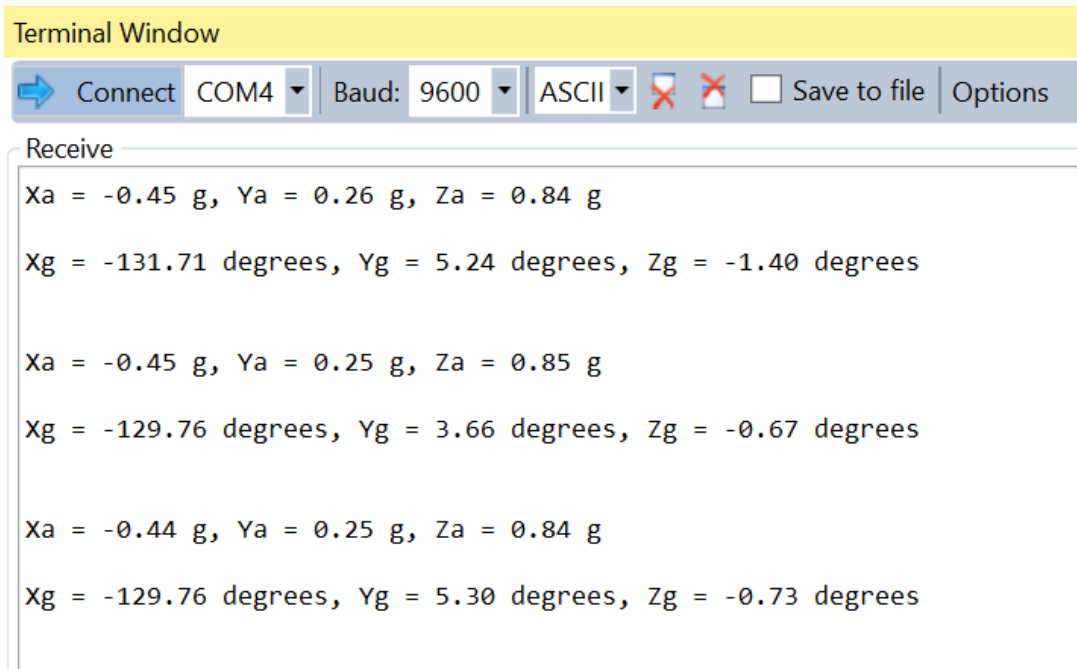 Terminal Window
Connect COM4 Baud: 9600 ASCII Save to file Options
Receive
Xa = -0.45 g, Ya = 0.26 g, Za = 0.84 g
Xg = -131.71 degrees, Yg = 5.24 degrees, Zg = -1.40 degrees
Xa = -0.45 g, Ya = 0.25 g, Za = 0.85 g
Xg = -129.76 degrees, Yg = 3.66 degrees, Zg = -0.67 degrees
Xa = -0.44 g, Ya = 0.25 g, Za = 0.84 g
Xg = -129.76 degrees, Yg = 5.30 degrees, Zg = -0.73 degrees